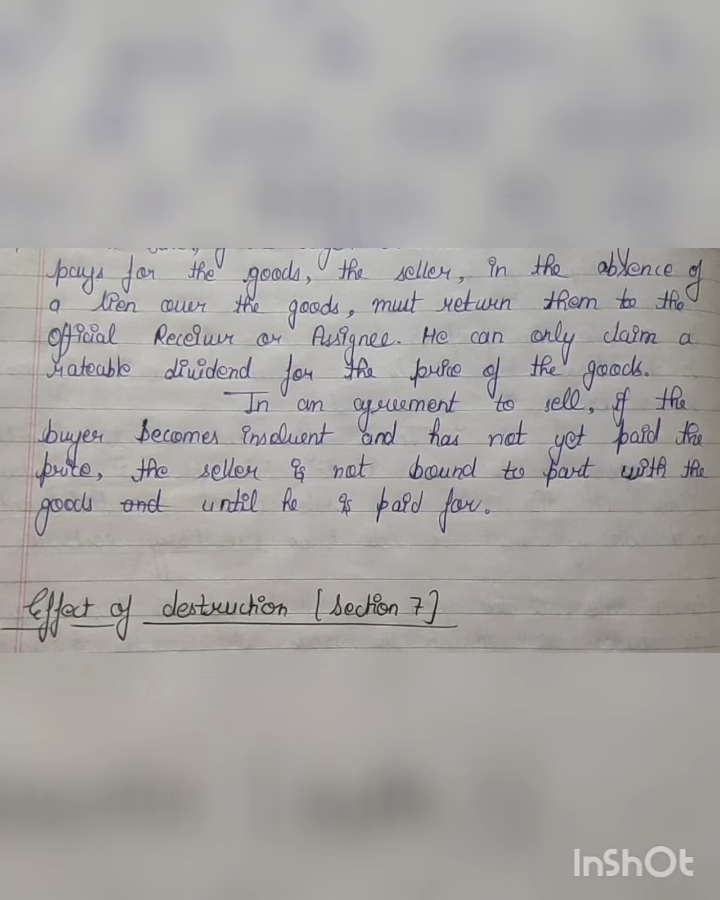 pays for the goods, the seller, in the absence of
a lien over the goods, must return them to the
Official Receiver or Assignee. He can only claim a
rateable dividend for the price of the goods.
In an agreement to sell, if the
buyer becomes insolvent and has not yet paid the
price, the seller is not bound to part with the
goods and until he is paid for.
Effect of destruction [Section 7]
InShOt